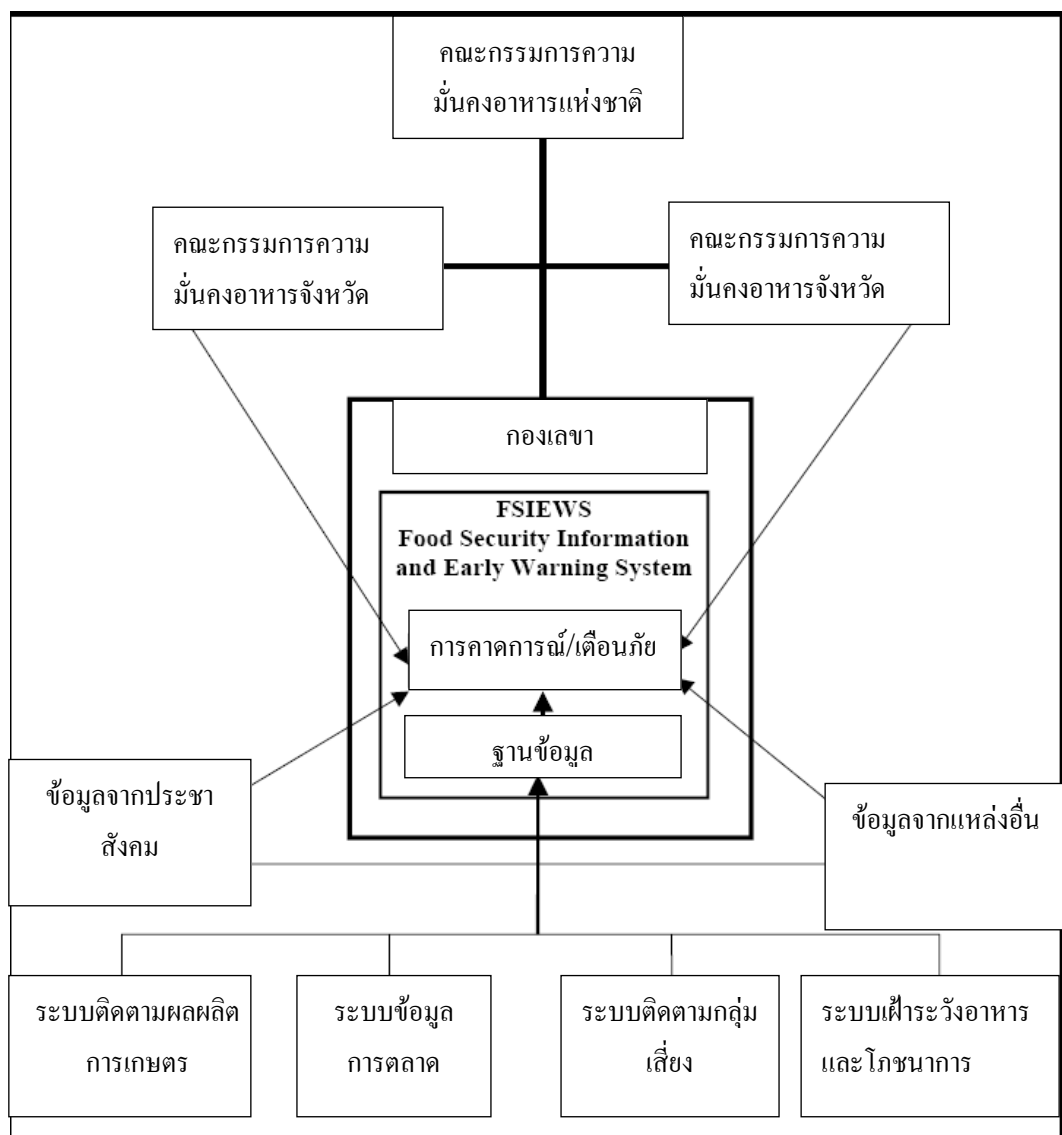 คณะกรรมการความ
มั่นคงอาหารแห่งชาติ
คณะกรรมการความ
มั่นคงอาหารจังหวัด
คณะกรรมการความ
มั่นคงอาหารจังหวัด
กองเลขา
FSIEWS
Food Security Information
and Early Warning System
การคาดการณ์/เตือนภัย
ฐานข้อมูล
ข้อมูลจากประชา
สังคม
ข้อมูลจากแหล่งอื่น
ระบบติดตามผลผลิต
การเกษตร
ระบบข้อมูล
การตลาด
ระบบติดตามกลุ่ม
เสี่ยง
ระบบเฝ้าระวังอาหาร
และโภชนาการ